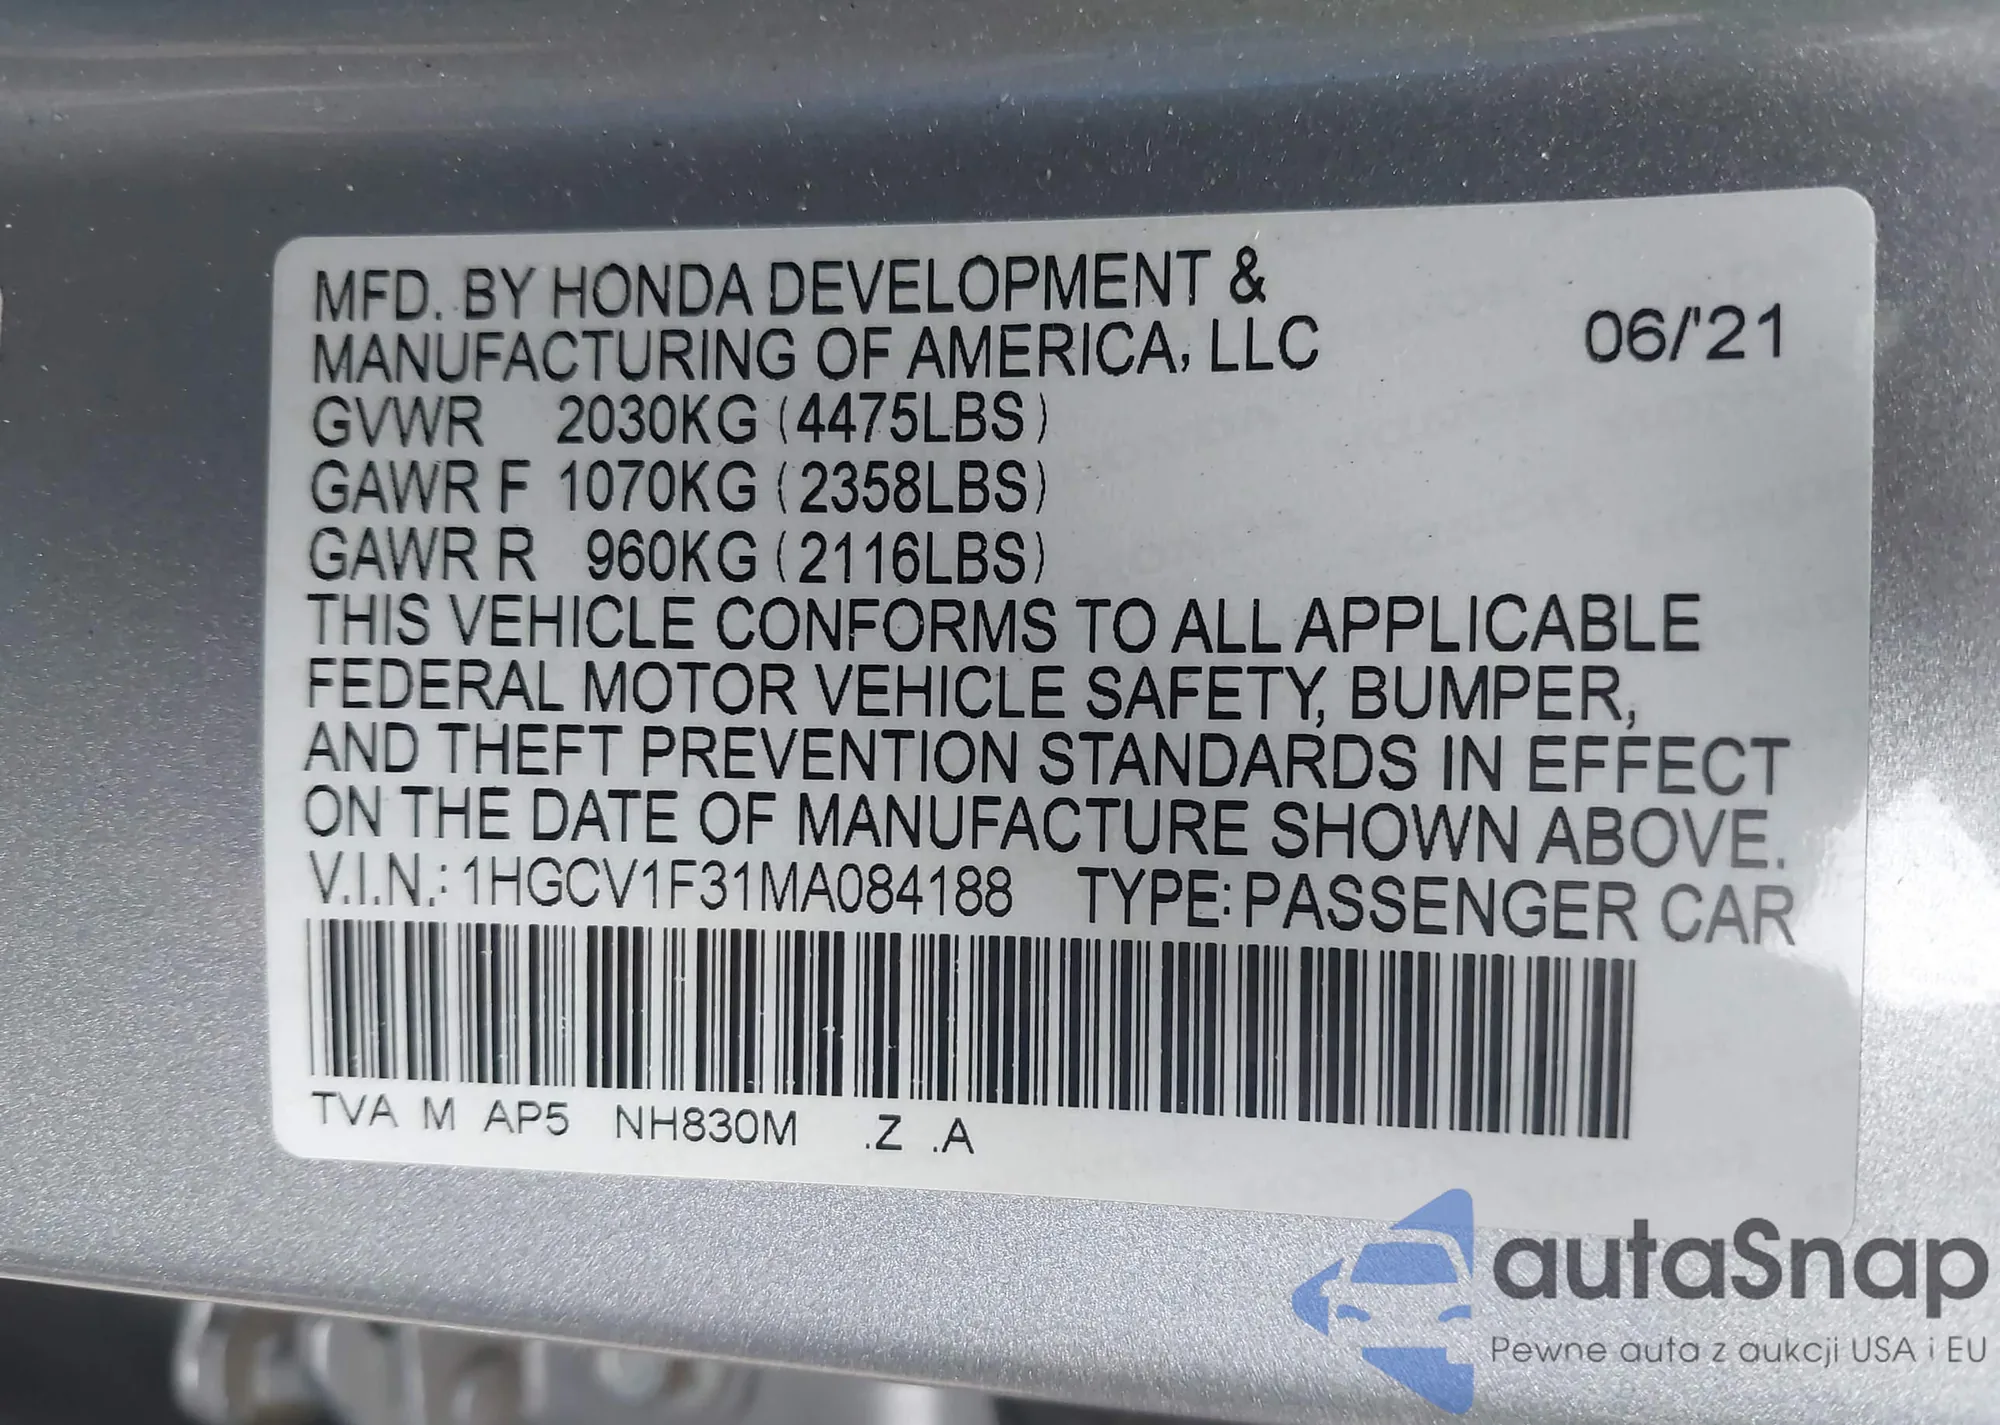 MFD. BY HONDA DEVELOPMENT &
MANUFACTURING OF AMERICA, LLC
06/'21
GVWR 2030KG (4475LBS)
GAWR F 1070KG (2358LBS)
GAWR R 960KG (2116LBS)
THIS VEHICLE CONFORMS TO ALL APPLICABLE
FEDERAL MOTOR VEHICLE SAFETY, BUMPER,
AND THEFT PREVENTION STANDARDS IN EFFECT
ON THE DATE OF MANUFACTURE SHOWN ABOVE.
V.I.N.: 1HGCV1F31MA084188 TYPE: PASSENGER CAR
TVA M AP5 NH830M .Z .A
autaSnap
Pewne auta z aukcji USA i EU